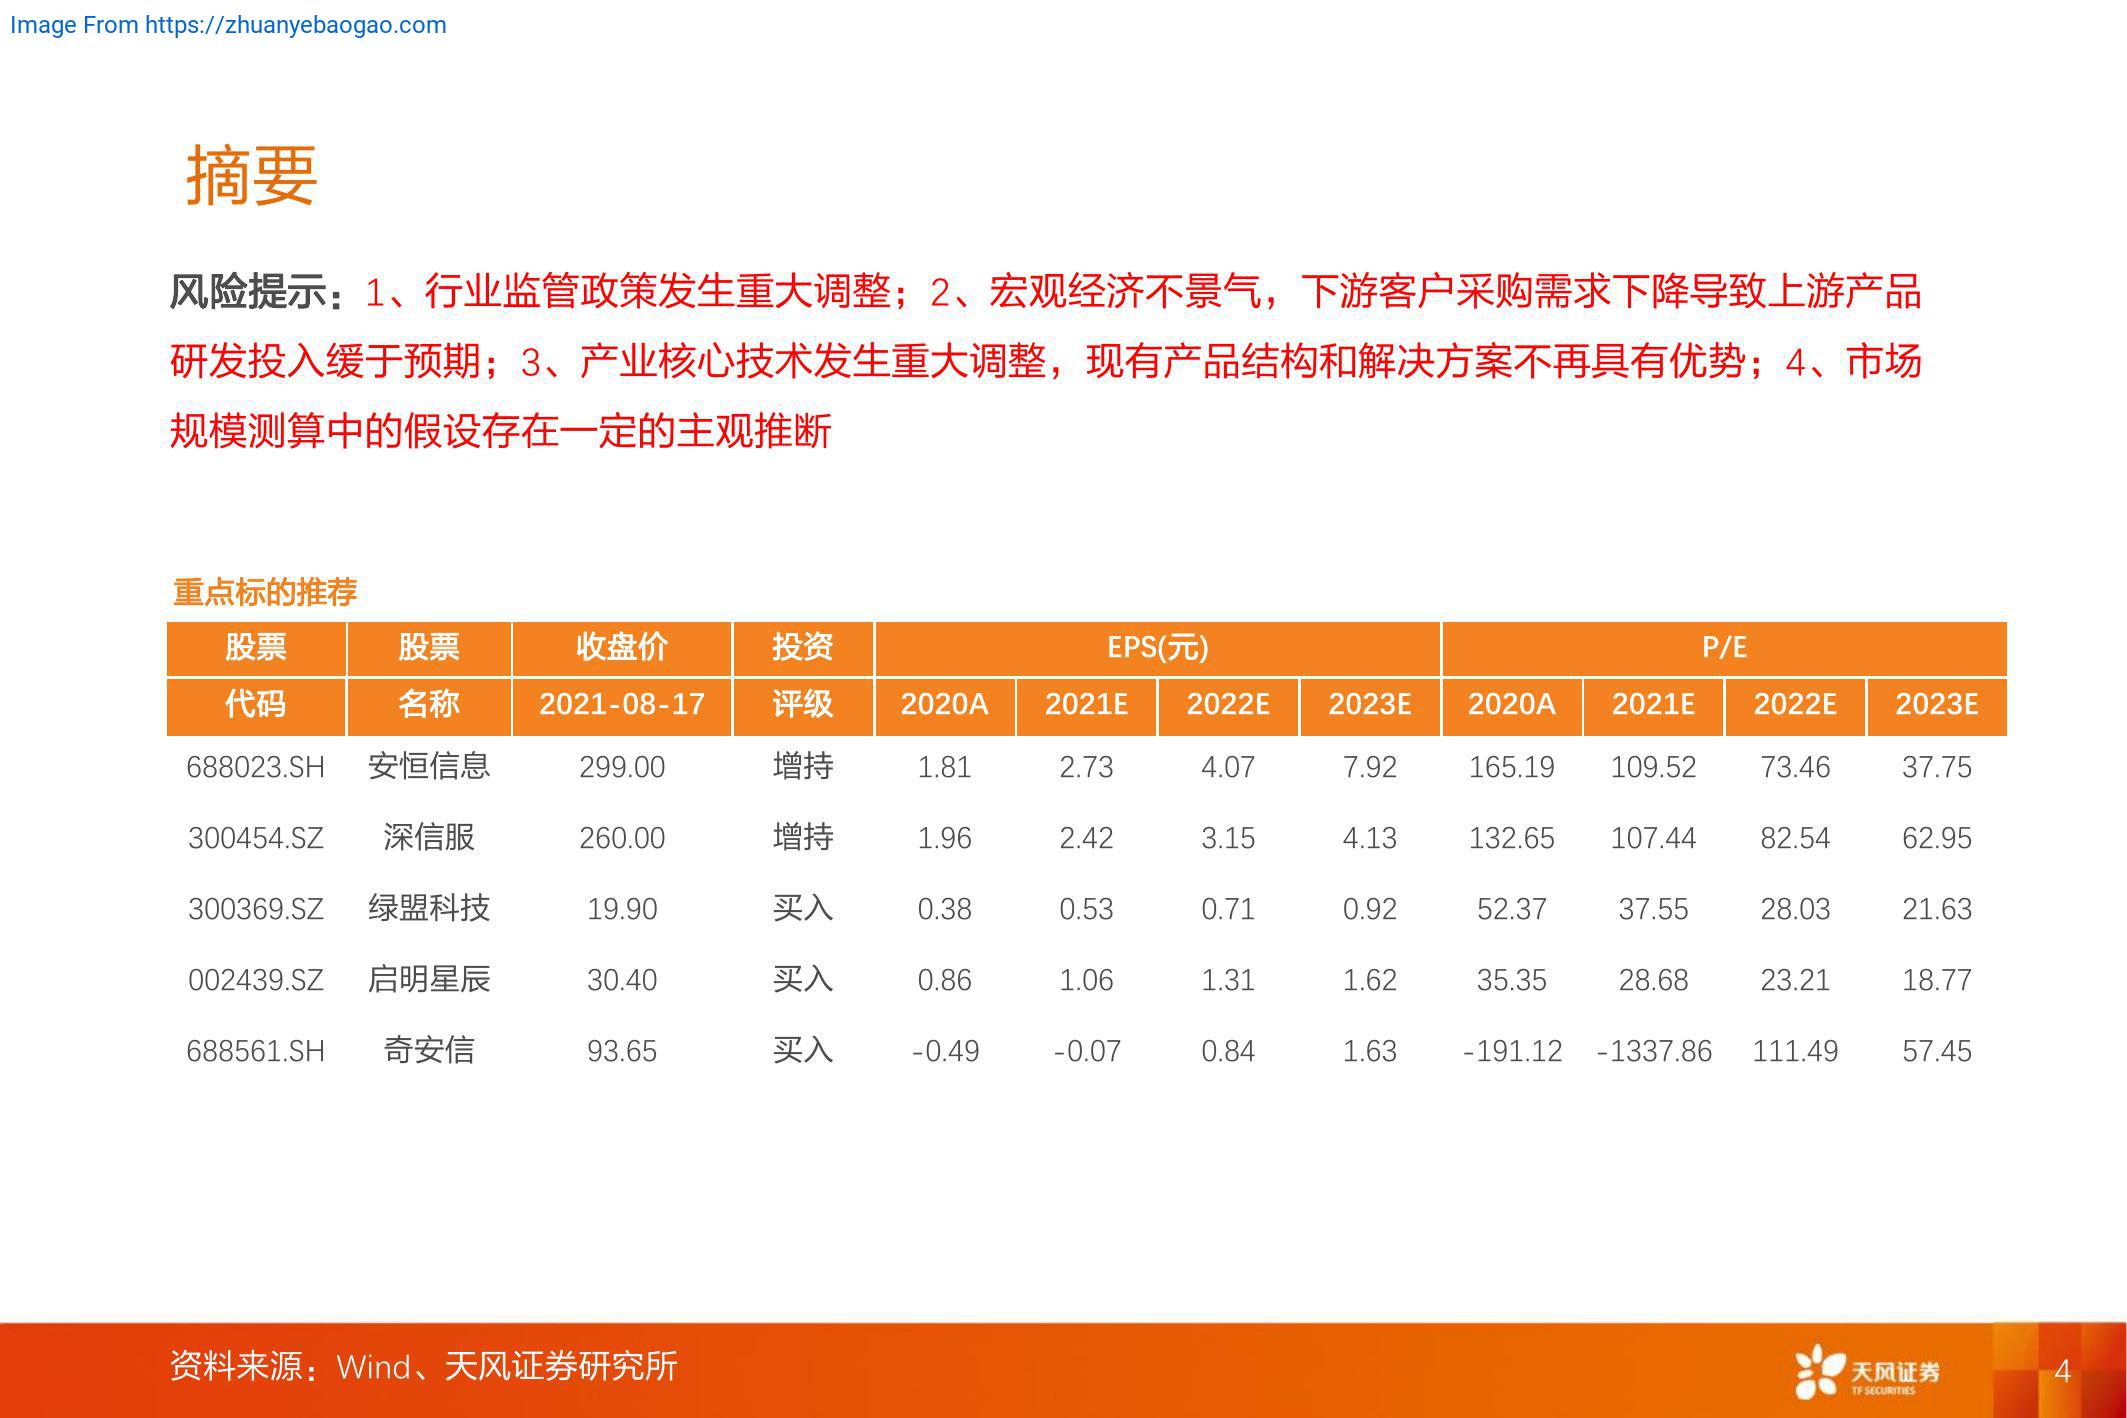 Image From https://zhuanyebaogao.com
摘要
风险提示：1、行业监管政策发生重大调整；2、宏观经济不景气，下游客户采购需求下降导致上游产品
研发投入缓于预期；3、产业核心技术发生重大调整，现有产品结构和解决方案不再具有优势；4、市场
规模测算中的假设存在一定的主观推断
重点标的推荐
股票 股票 收盘价 投资 EPS(元) P/E
代码 名称 2021-08-17 评级 2020A 2021E 2022E 2023E 2020A 2021E 2022E 2023E
688023.SH 安恒信息 299.00 增持 1.81 2.73 4.07 7.92 165.19 109.52 73.46 37.75
300454.SZ 深信服 260.00 增持 1.96 2.42 3.15 4.13 132.65 107.44 82.54 62.95
300369.SZ 绿盟科技 19.90 买入 0.38 0.53 0.71 0.92 52.37 37.55 28.03 21.63
002439.SZ 启明星辰 30.40 买入 0.86 1.06 1.31 1.62 35.35 28.68 23.21 18.77
688561.SH 奇安信 93.65 买入 -0.49 -0.07 0.84 1.63 -191.12 -1337.86 111.49 57.45
资料来源：Wind、天风证券研究所
天风证券
TF SECURITIES
4